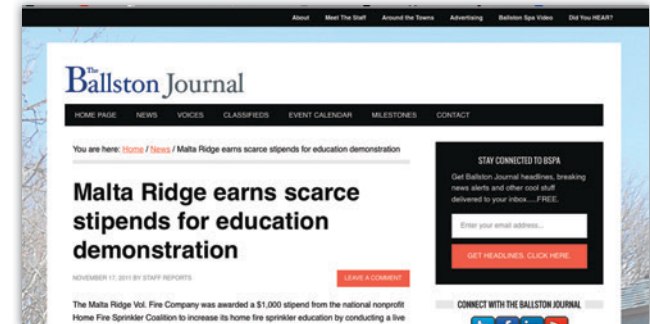 About Meet The Staff Around the Towns Advertising Ballston Spa Video Did You HEAR?
The Ballston Journal
HOME PAGE NEWS VOICES CLASSIFIEDS EVENT CALENDAR MILESTONES CONTACT
You are here: Home / News / Malta Ridge earns scarce stipends for education demonstration
Malta Ridge earns scarce
stipends for education
demonstration
NOVEMBER 17, 2011 BY STAFF REPORTS
LEAVE A COMMENT
The Malta Ridge Vol. Fire Company was awarded a $1,000 stipend from the national nonprofit
Home Fire Sprinkler Coalition to increase its home fire sprinkler education by conducting a live
STAY CONNECTED TO BSPA
Get Ballston Journal headlines, breaking
news alerts and other cool stuff
delivered to your inbox.....FREE.
Enter your email address...
GET HEADLINES. CLICK HERE.
CONNECT WITH THE BALLSTON JOURNAL